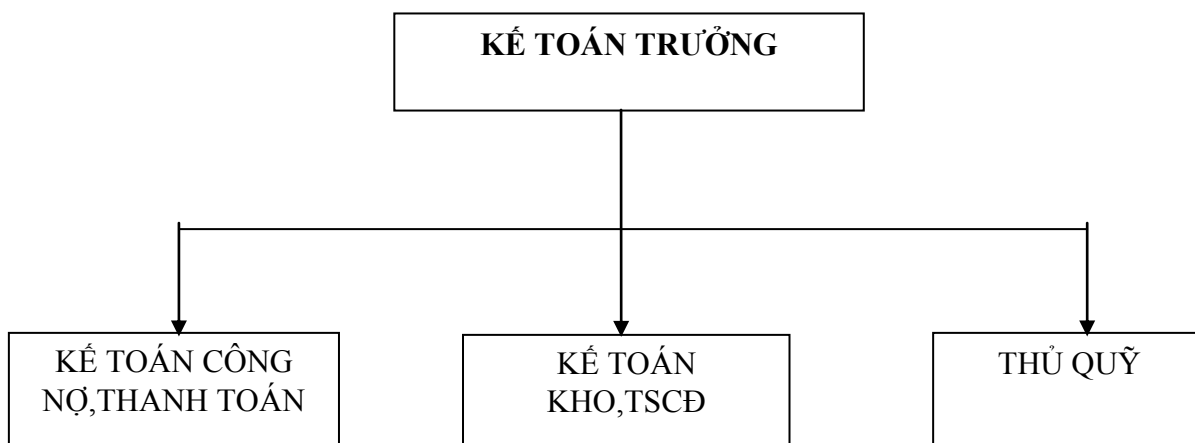 KẾ TOÁN TRƯỞNG
KẾ TOÁN CÔNG
NỢ,THANH TOÁN
KẾ TOÁN
KHO,TSCĐ
THỦ QUỸ